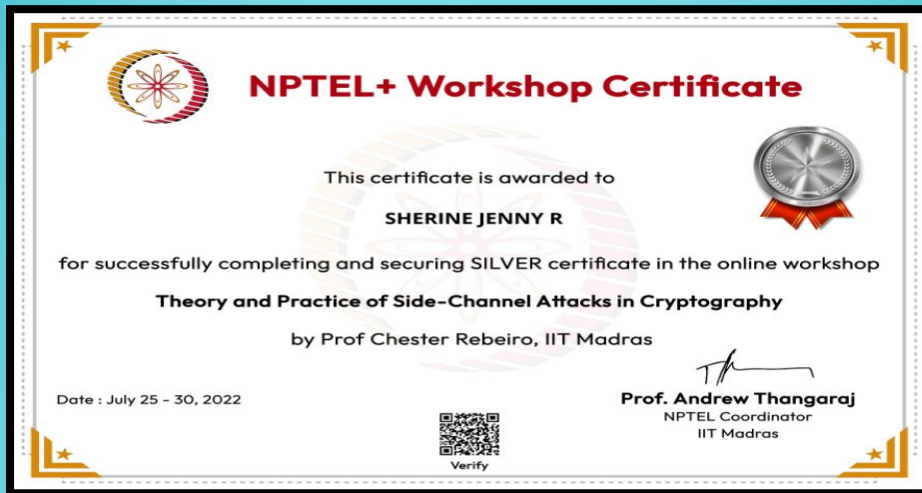 NPTEL+ Workshop Certificate
This certificate is awarded to
SHERINE JENNY R
for successfully completing and securing SILVER certificate in the online workshop
Theory and Practice of Side-Channel Attacks in Cryptography
by Prof Chester Rebeiro, IIT Madras
Date : July 25 - 30, 2022
Prof. Andrew Thangaraj
NPTEL Coordinator
IIT Madras
Verify